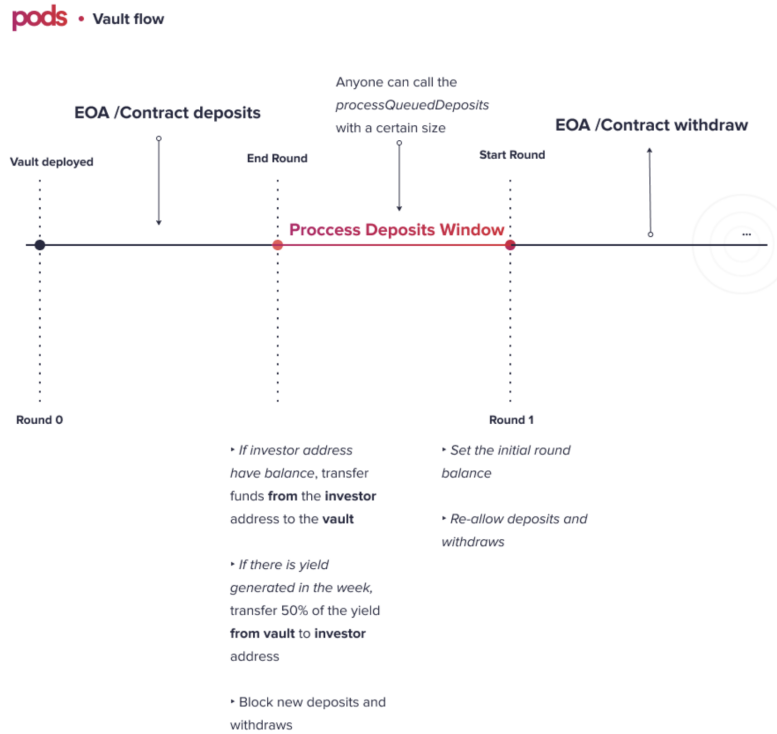 pods • Vault flow
Anyone can call the
processQueuedDeposits
with a certain size
EOA /Contract deposits
EOA /Contract withdraw
Vault deployed
End Round
Start Round
Proccess Deposits Window
...
Round 0
Round 1
‣ If investor address
have balance, transfer
funds from the investor
address to the vault
‣ If there is yield
generated in the week,
transfer 50% of the yield
from vault to investor
address
‣ Block new deposits and
withdraws
‣ Set the initial round
balance
‣ Re-allow deposits and
withdraws